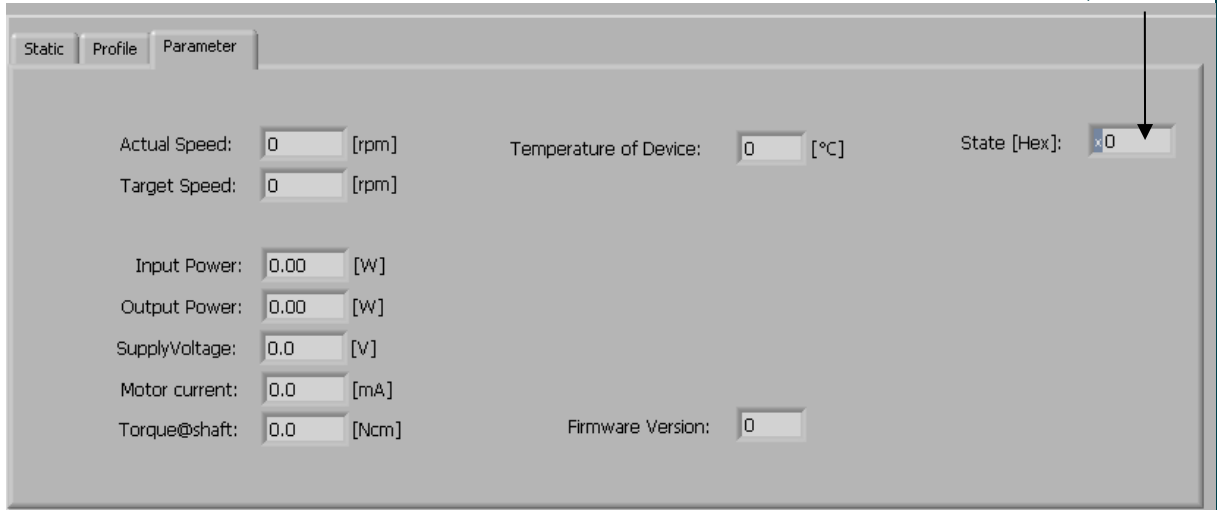 Static Profile Parameter
Actual Speed: 0 [rpm] Temperature of Device: 0 [°C] State [Hex]: x0
Target Speed: 0 [rpm]
Input Power: 0.00 [W]
Output Power: 0.00 [W]
SupplyVoltage: 0.0 [V]
Motor current: 0.0 [mA]
Torque@shaft: 0.0 [Ncm] Firmware Version: 0